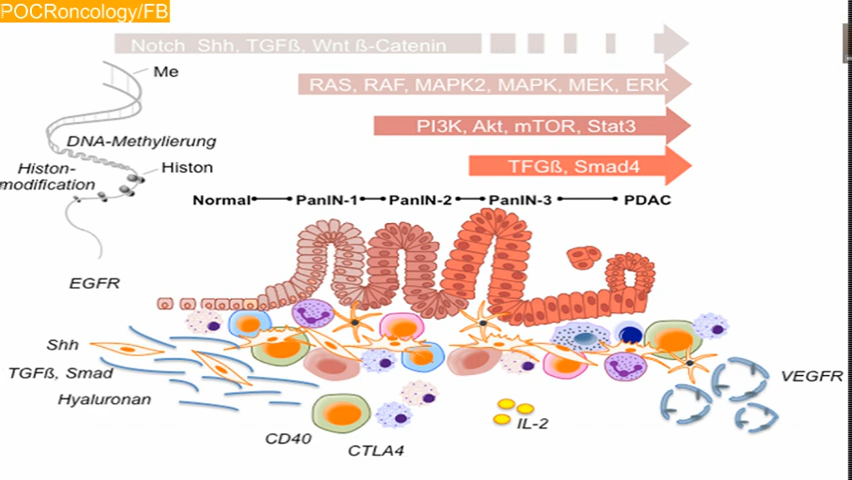 POCRoncology/FB
Notch Shh, TGFß, Wnt ß-Catenin
RAS, RAF, MAPK2, MAPK, MEK, ERK
PI3K, Akt, mTOR, Stat3
TFGß, Smad4
Me
DNA-Methylierung
Histon-
modification
Histon
Normal
PanIN-1
PanIN-2
PanIN-3
PDAC
EGFR
Shh
TGFß, Smad
Hyaluronan
VEGFR
CD40
CTLA4
IL-2